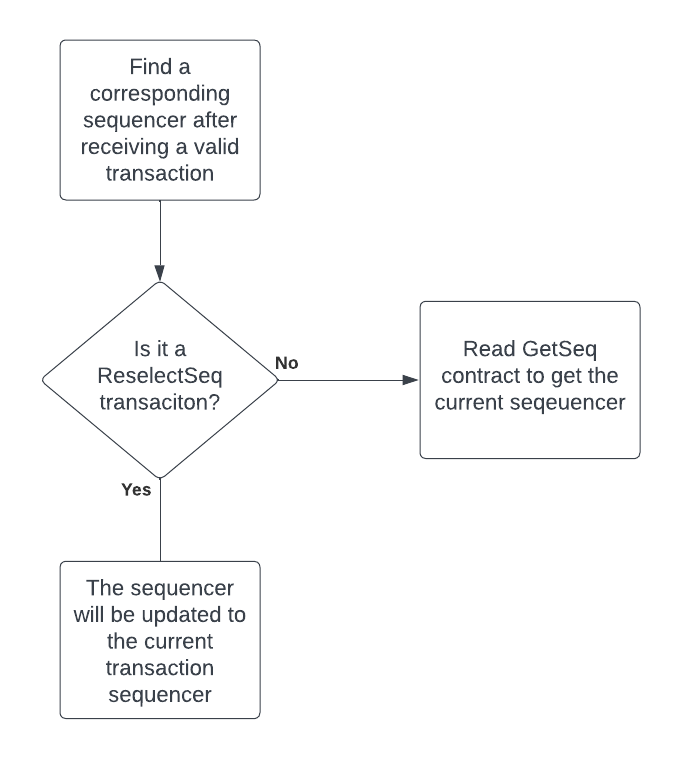 Find a
corresponding
sequencer after
receiving a valid
transaction
Is it a
ReselectSeq
transaciton?
No
Read GetSeq
contract to get the
current seqeuencer
Yes
The sequencer
will be updated to
the current
transaction
sequencer